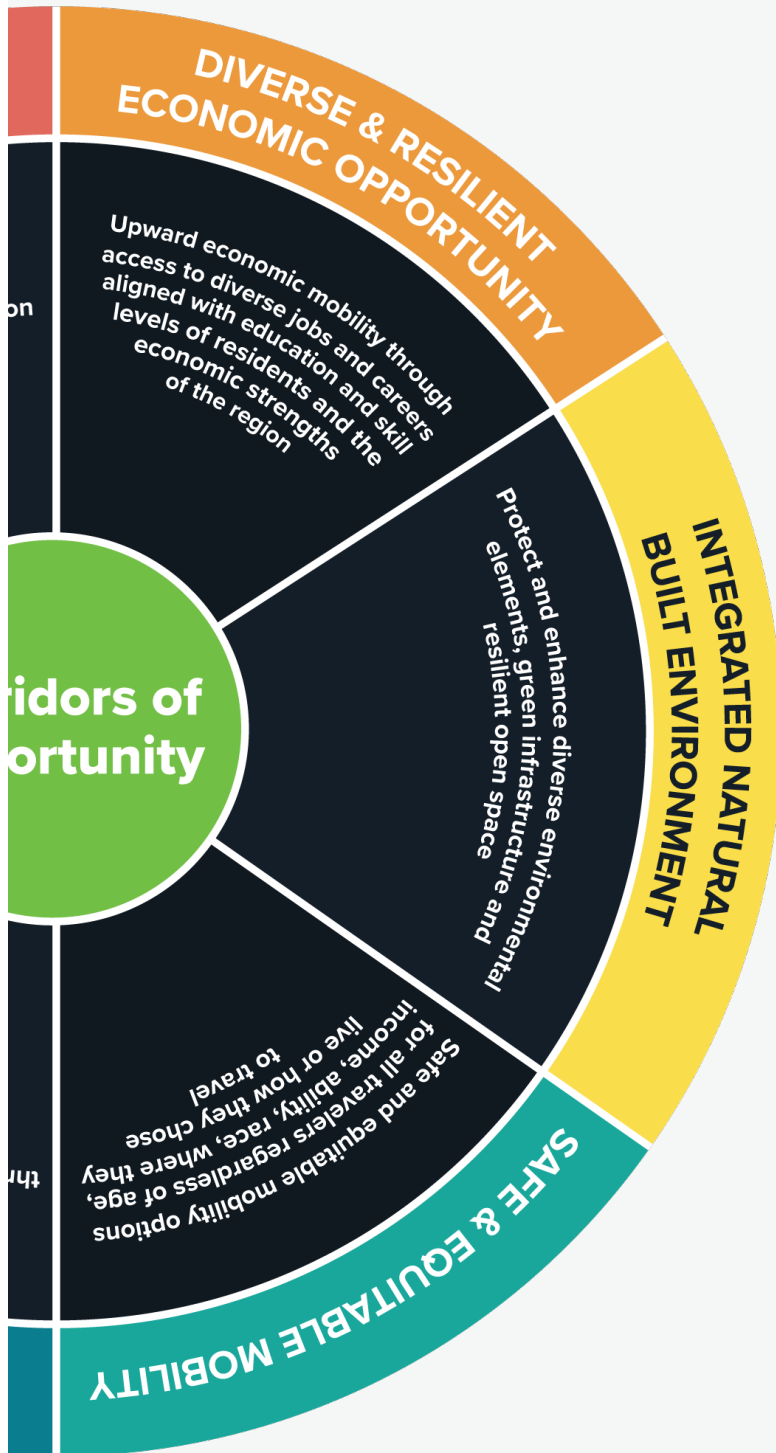 DIVERSE & RESILIENT
ECONOMIC OPPORTUNITY
Upward economic mobility through
access to diverse jobs and careers
aligned with education and skill
levels of residents and the
economic strengths
of the region
on
INTEGRATED NATURAL
BUILT ENVIRONMENT
Protect and enhance diverse environmental
elements, green infrastructure and
resilient open space
ridors of
ortunity
Safe and equitable mobility options
for all travelers regardless of age,
income, ability, race, where they
live or how they chose
to travel
thr
SAFE & EQUITABLE MOBILITY